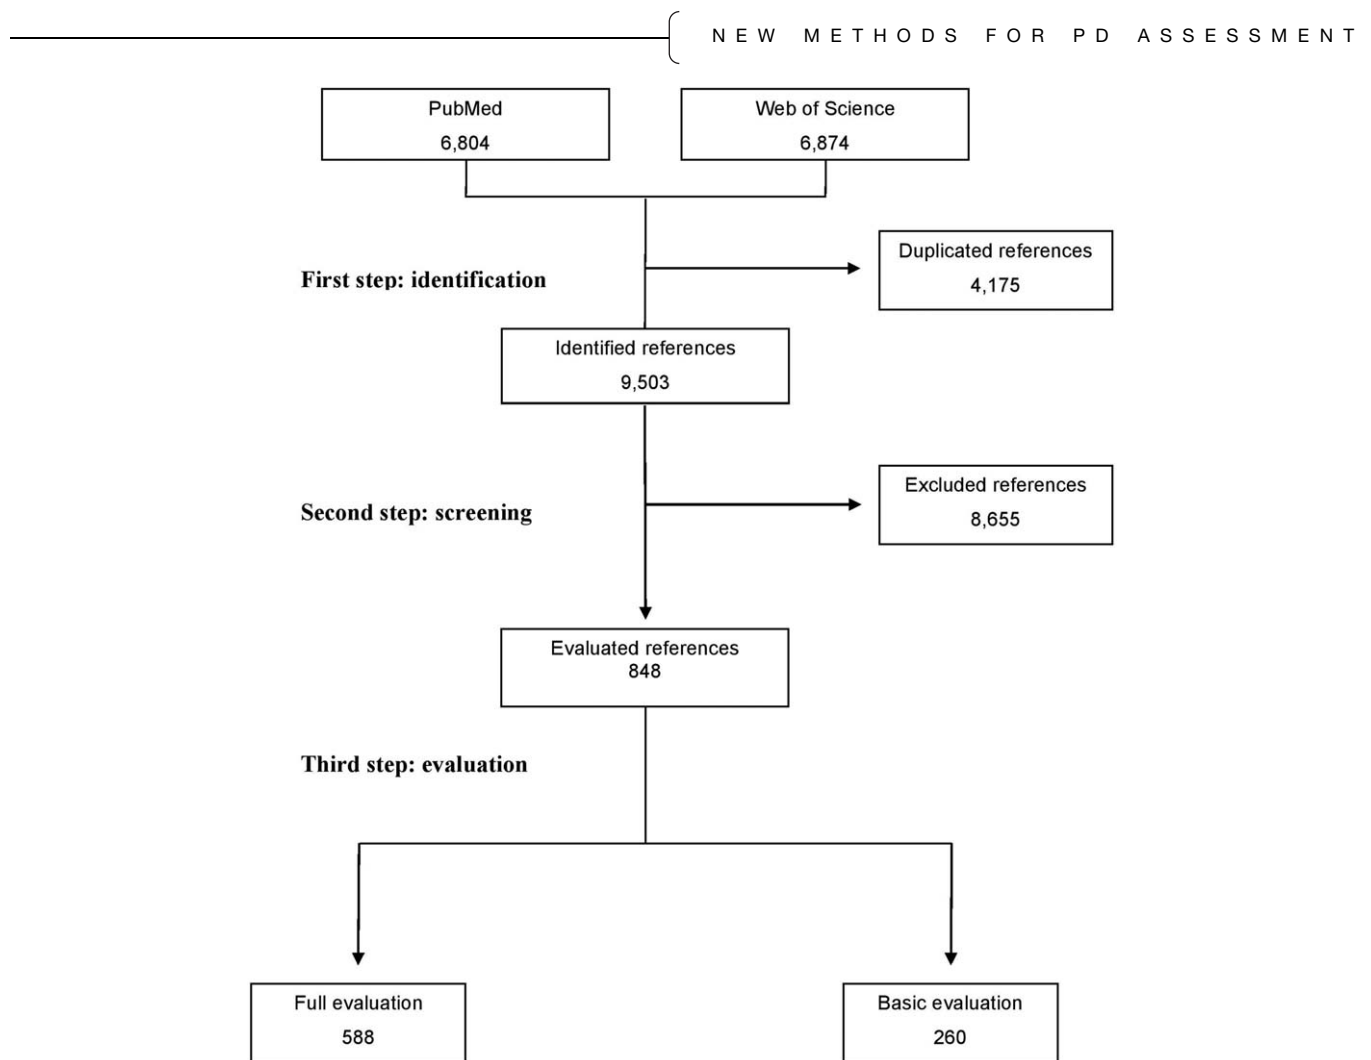 NEW METHODS FOR PD ASSESSMENT
PubMed
6,804
Web of Science
6,874
Duplicated references
4,175
First step: identification
Identified references
9,503
Excluded references
8,655
Second step: screening
Evaluated references
848
Third step: evaluation
Full evaluation
588
Basic evaluation
260